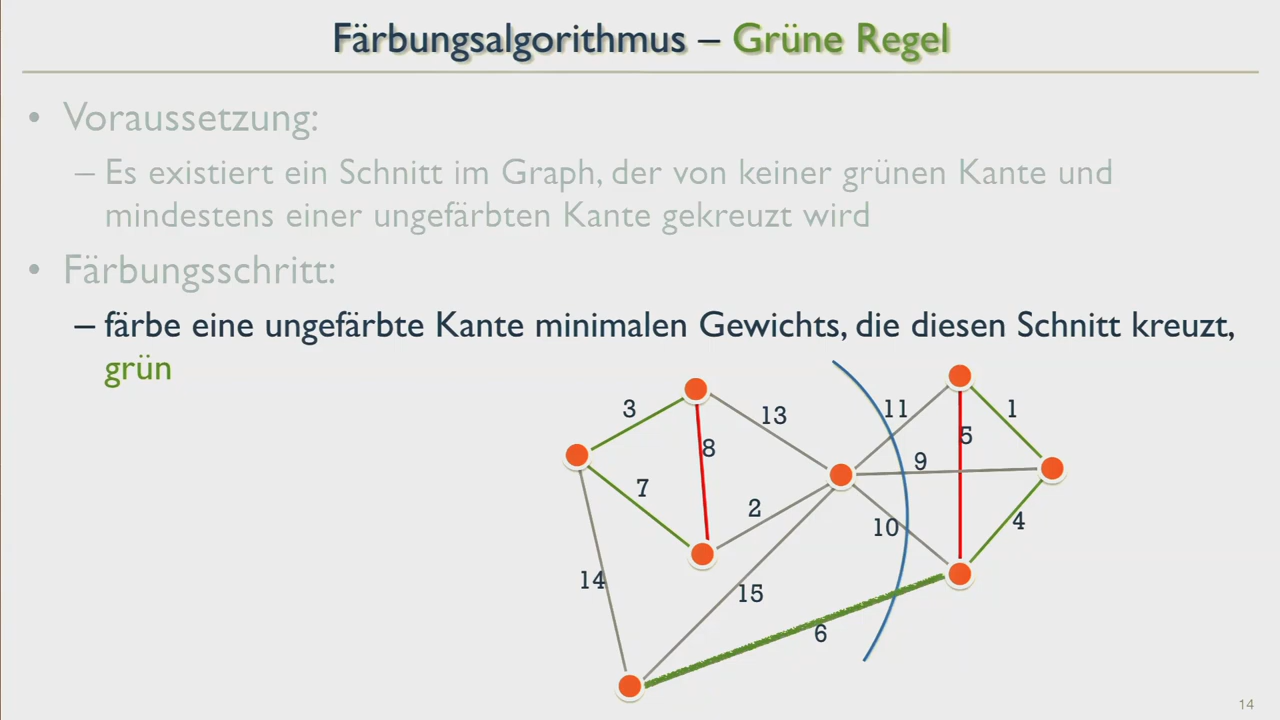 Färbungsalgorithmus – Grüne Regel
• Voraussetzung:
– Es existiert ein Schnitt im Graph, der von keiner grünen Kante und
mindestens einer ungefärbten Kante gekreuzt wird
• Färbungsschritt:
– färbe eine ungefärbte Kante minimalen Gewichts, die diesen Schnitt kreuzt,
grün
3
13
11
1
8
5
9
7
2
10
4
14
15
6
14